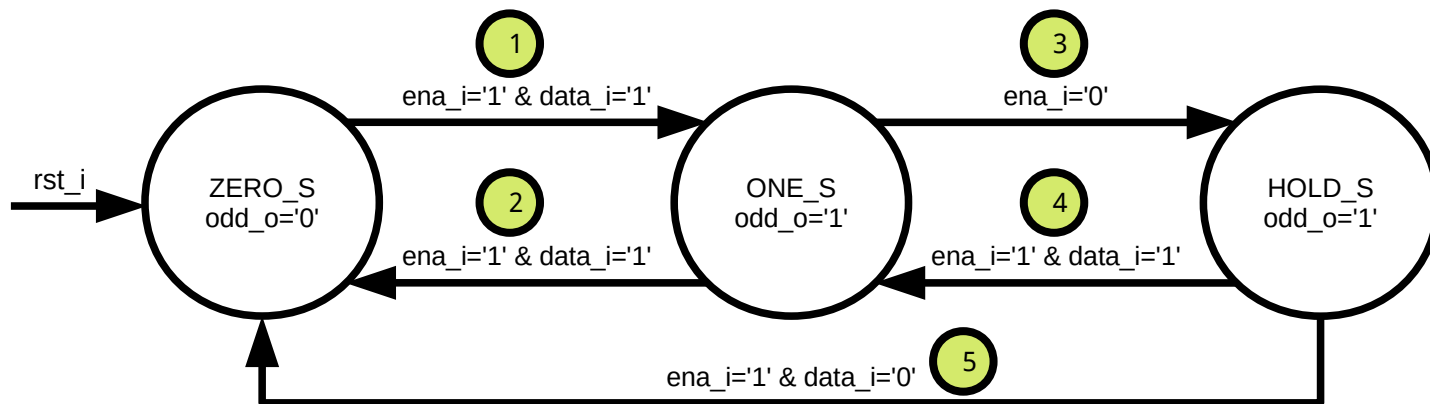 1
3
ena_i='1' & data_i='1'
ena_i='0'
rst_i
ZERO_S
odd_o='0'
2
ONE_S
odd_o='1'
4
HOLD_S
odd_o='1'
ena_i='1' & data_i='1'
ena_i='1' & data_i='1'
5
ena_i='1' & data_i='0'